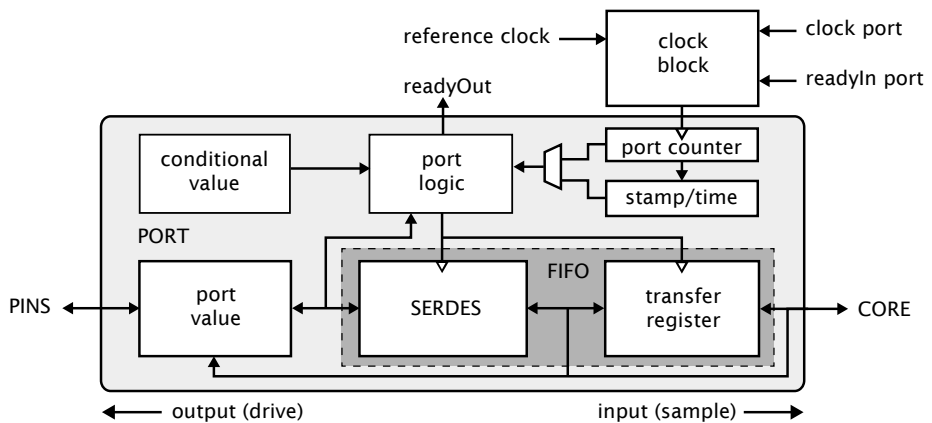 reference clock
clock
block
clock port
readyIn port
readyOut
conditional
value
port
logic
port counter
stamp/time
PORT
PINS
port
value
SERDES
FIFO
transfer
register
CORE
output (drive)
input (sample)